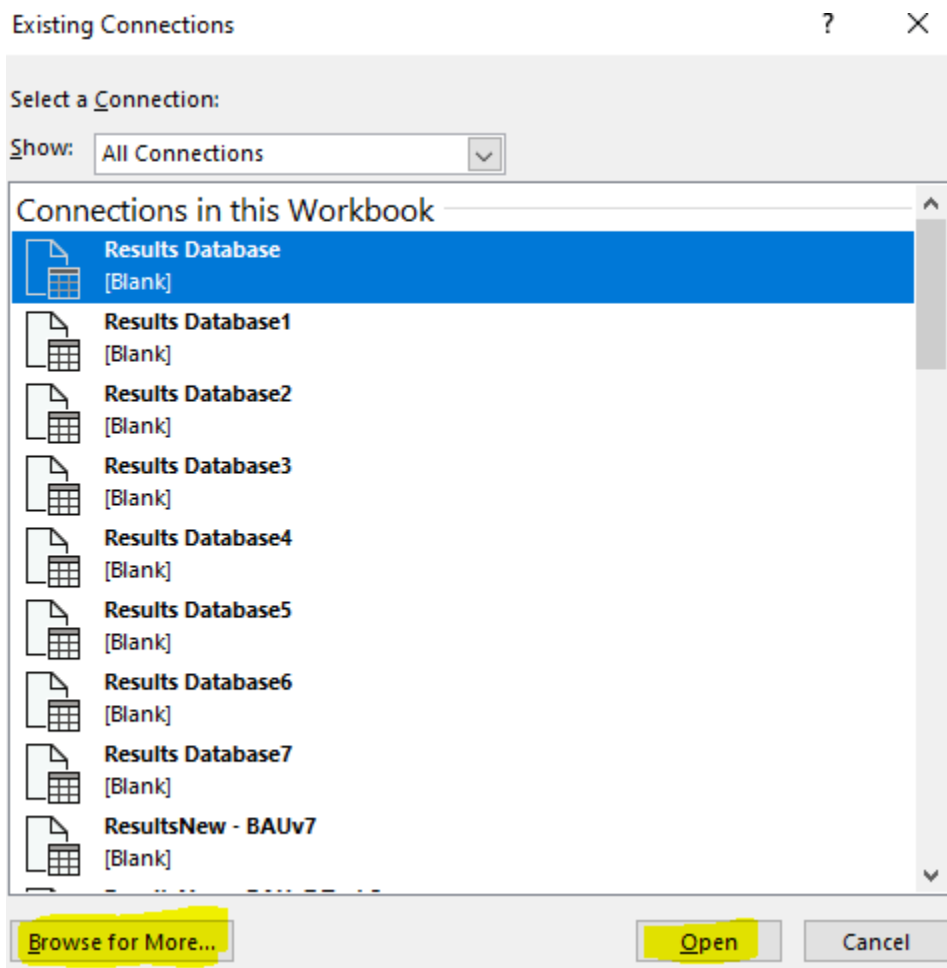 Existing Connections ?
Select a Connection:
Show: All Connections
Connections in this Workbook
Results Database
[Blank]
Results Database1
[Blank]
Results Database2
[Blank]
Results Database3
[Blank]
Results Database4
[Blank]
Results Database5
[Blank]
Results Database6
[Blank]
Results Database7
[Blank]
ResultsNew - BAUv7
[Blank]
Browse for More... Open Cancel